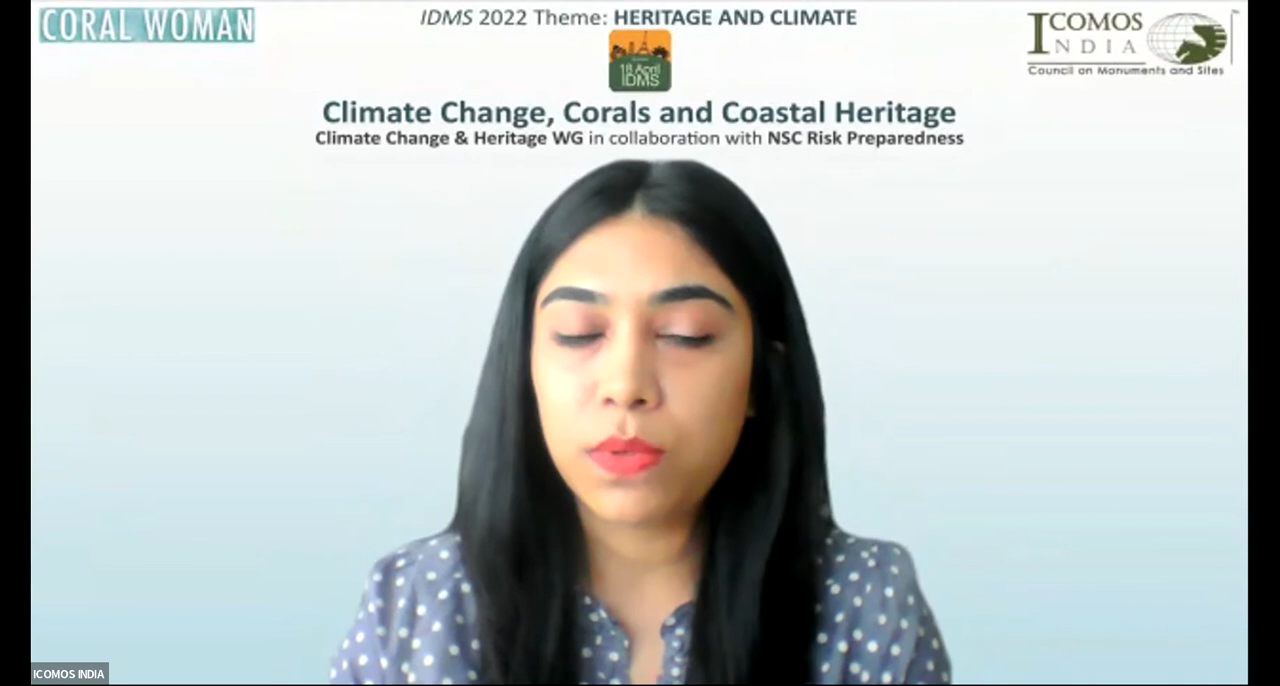 CORAL WOMAN
IDMS 2022 Theme: HERITAGE AND CLIMATE
18 April
IDMS
ICOMOS
INDIA
Council on Monuments and Sites
Climate Change, Corals and Coastal Heritage
Climate Change & Heritage WG in collaboration with NSC Risk Preparedness
ICOMOS INDIA